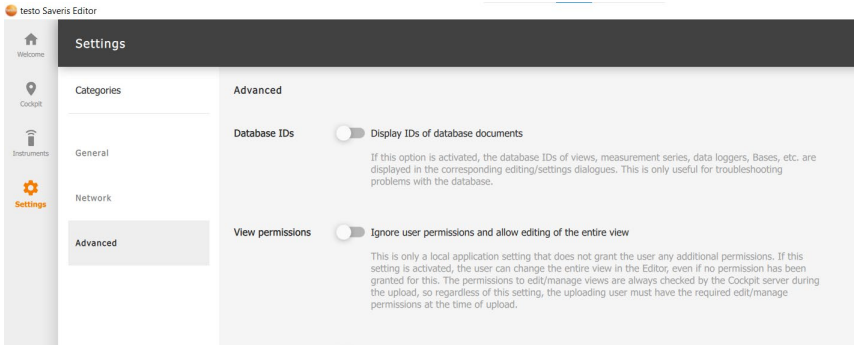 testo Saveris Editor
Welcome
Settings
Cockpit
Categories
Advanced
Database IDs
Display IDs of database documents
If this option is activated, the database IDs of views, measurement series, data loggers, Bases, etc. are
displayed in the corresponding editing/settings dialogues. This is only useful for troubleshooting
problems with the database.
Instruments
General
Settings
Network
Advanced
View permissions
Ignore user permissions and allow editing of the entire view
This is only a local application setting that does not grant the user any additional permissions. If this
setting is activated, the user can change the entire view in the Editor, even if no permission has been
granted for this. The permissions to edit/manage views are always checked by the Cockpit server during
the upload, so regardless of this setting, the uploading user must have the required edit/manage
permissions at the time of upload.